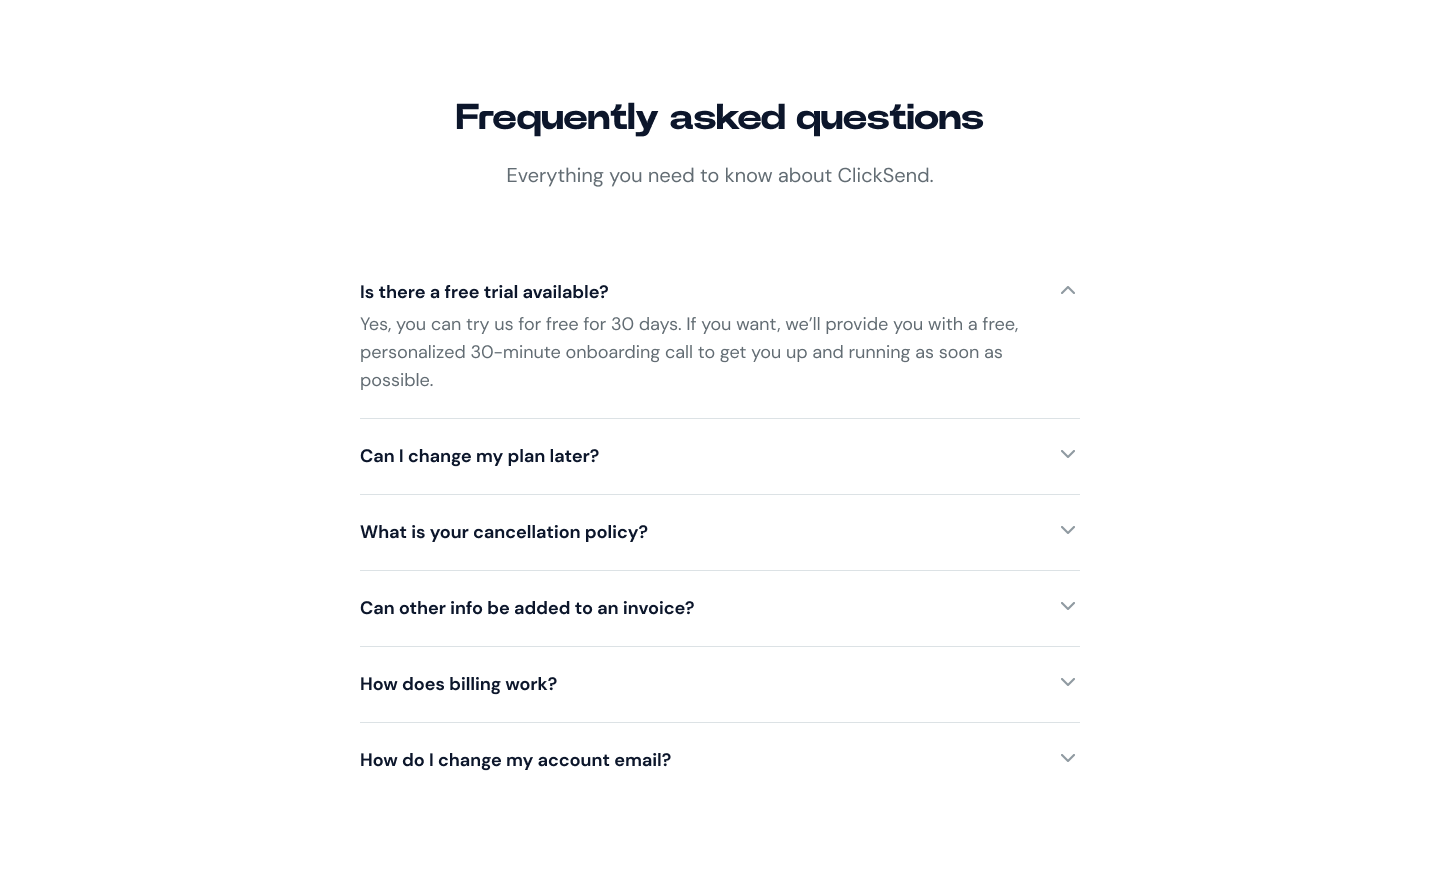 Frequently asked questions
Everything you need to know about ClickSend.
Is there a free trial available?
Yes, you can try us for free for 30 days. If you want, we’ll provide you with a free,
personalized 30-minute onboarding call to get you up and running as soon as
possible.
Can I change my plan later?
What is your cancellation policy?
Can other info be added to an invoice?
How does billing work?
How do I change my account email?